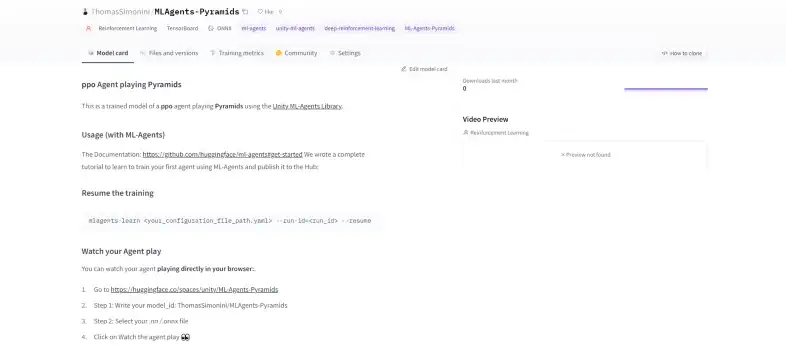 ThomasSimonini/MLAgents-Pyramids like
Reinforcement Learning TensorBoard ONNX ml-agents unity-ml-agents deep-reinforcement-learning ML-Agents-Pyramids
Model card Files and versions Training metrics Community Settings </> How to clone
Edit model card
ppo Agent playing Pyramids
This is a trained model of a ppo agent playing Pyramids using the Unity ML-Agents Library.
Usage (with ML-Agents)
The Documentation: https://github.com/huggingface/ml-agents#get-started We wrote a complete
tutorial to learn to train your first agent using ML-Agents and publish it to the Hub:
Resume the training
mlagents-learn <your_configuration_file_path.yaml> --run-id=<run_id> --resume
Watch your Agent play
You can watch your agent playing directly in your browser:.
1. Go to https://huggingface.co/spaces/unity/ML-Agents-Pyramids
2. Step 1: Write your model_id: ThomasSimonini/MLAgents-Pyramids
3. Step 2: Select your .nn /.onnx file
4. Click on Watch the agent play
Downloads last month
0
Video Preview
Reinforcement Learning
Preview not found